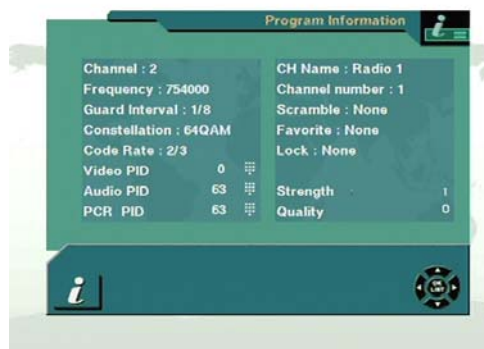 Program Information
Channel : 2
Frequency : 754000
Guard Interval : 1/8
Constellation : 64QAM
Code Rate : 2/3
Video PID 0
Audio PID 63
PCR PID 63
CH Name : Radio 1
Channel number : 1
Scramble : None
Favorite : None
Lock : None
Strength 1
Quality 0
i
OK
LIST